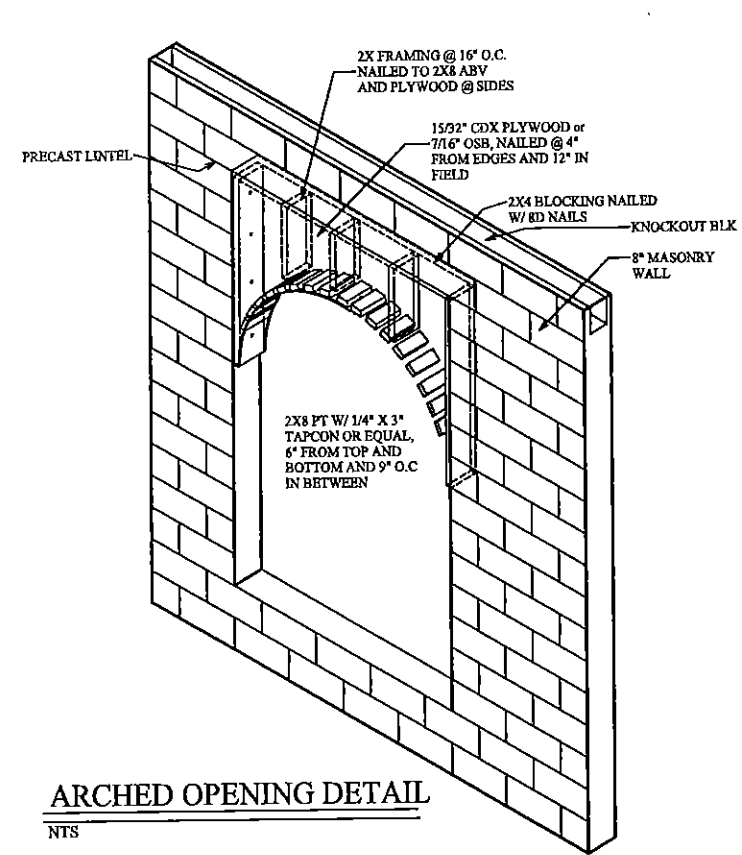 2X FRAMING @ 16" O.C.
NAILED TO 2X8 ABV
AND PLYWOOD @ SIDES
15/32" CDX PLYWOOD or
7/16" OSB, NAILED @ 4"
FROM EDGES AND 12" IN
FIELD
PRECAST LINTEL
2X4 BLOCKING NAILED
W/ 8D NAILS
KNOCKOUT BLK
8" MASONRY
WALL
2X8 PT W/ 1/4" X 3"
TAPCON OR EQUAL,
6" FROM TOP AND
BOTTOM AND 9" O.C
IN BETWEEN
ARCHED OPENING DETAIL
NTS